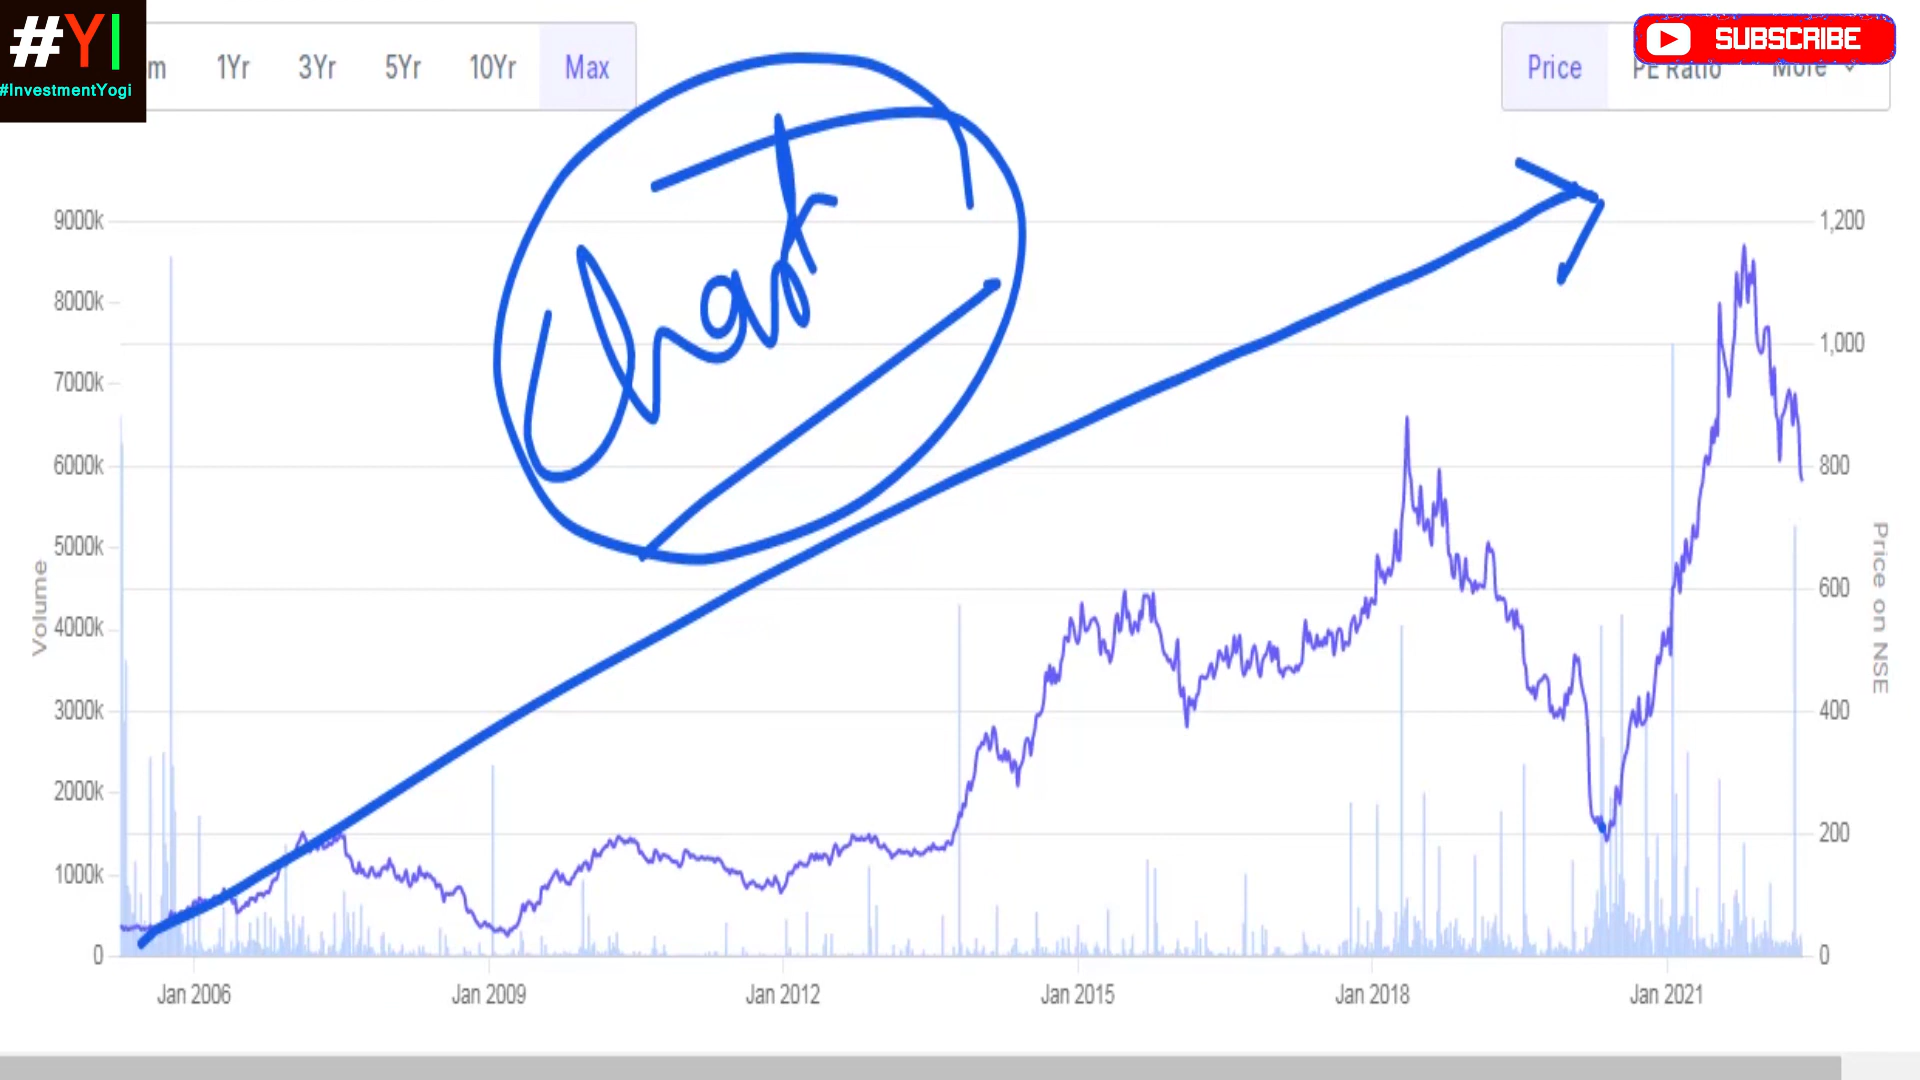 #YI
#InvestmentYogi
m 1Yr 3Yr 5Yr 10Yr Max
Price PE Ratio More
SUBSCRIBE
Chart
9000k
8000k
7000k
6000k
5000k
4000k
3000k
2000k
1000k
0
Volume
1,200
1,000
800
600
400
200
0
Price on NSE
Jan 2006 Jan 2009 Jan 2012 Jan 2015 Jan 2018 Jan 2021